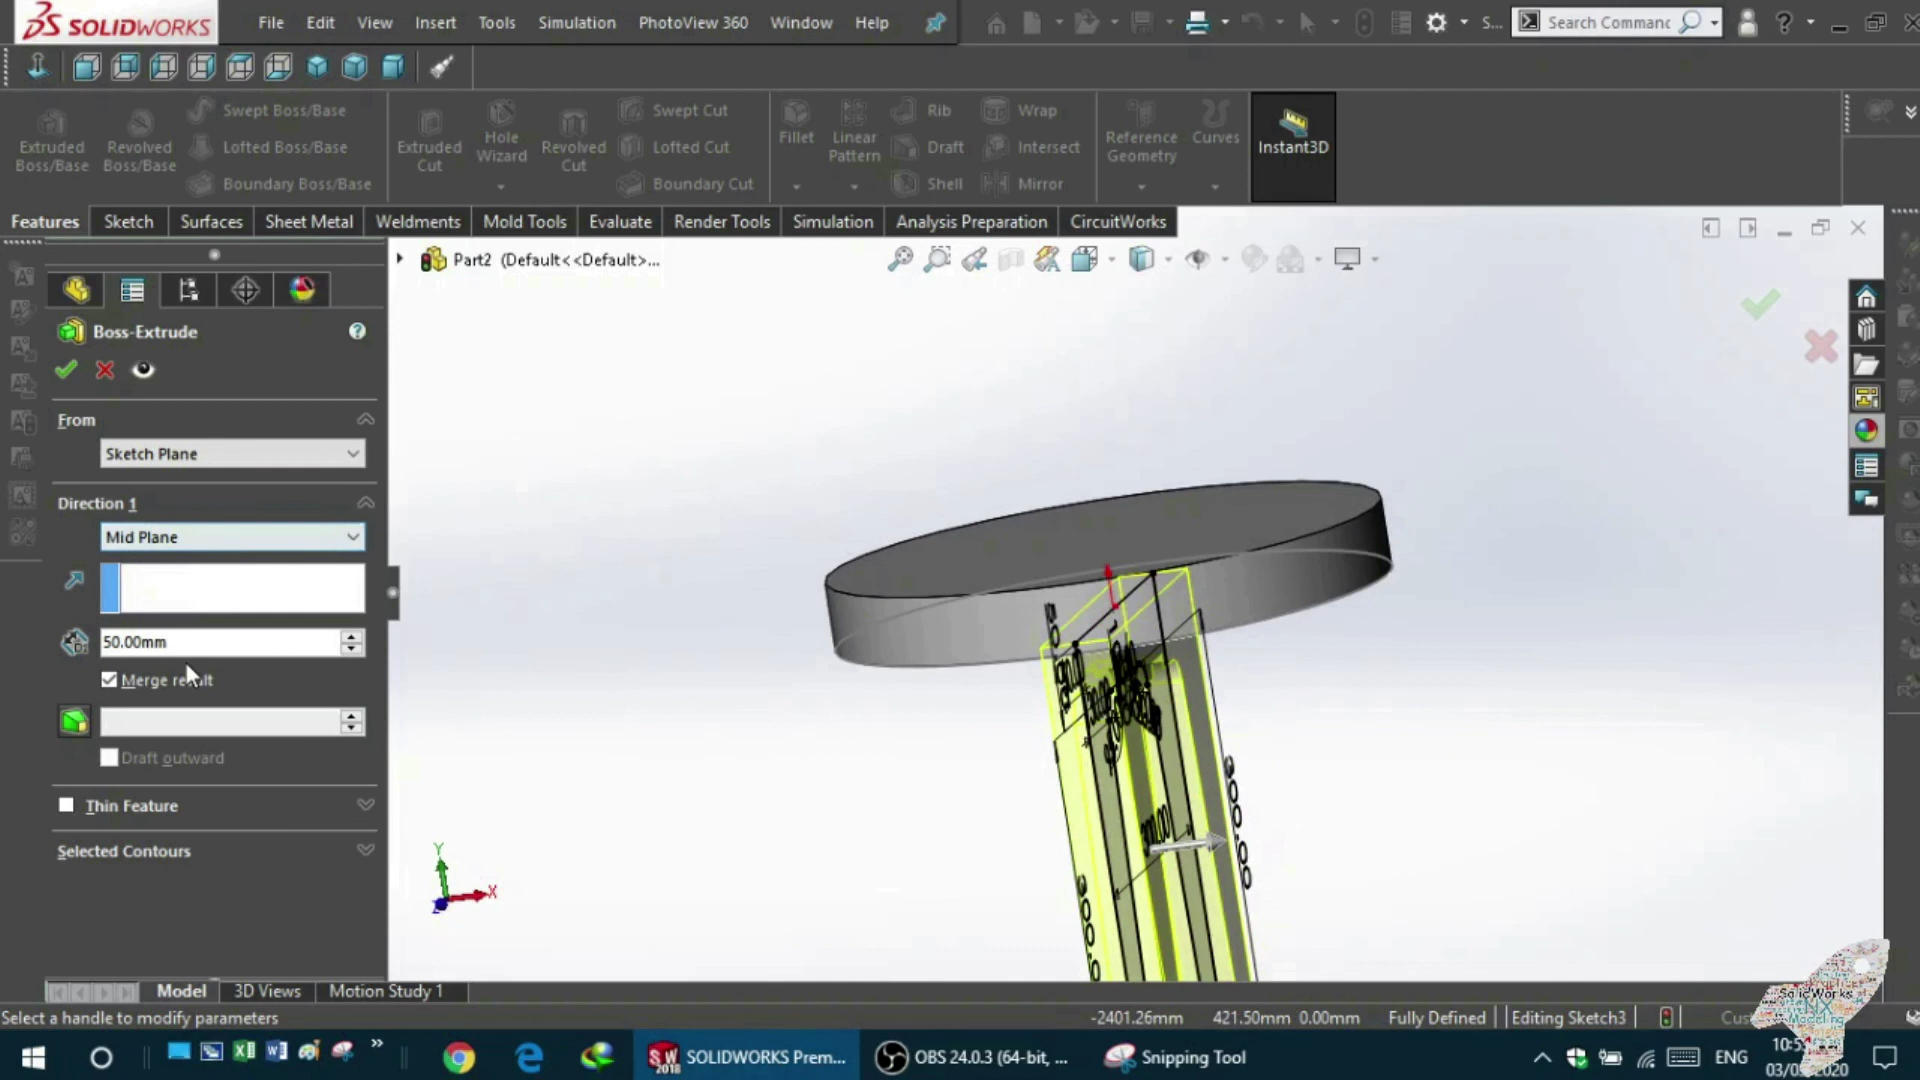 SOLIDWORKS
File Edit View Insert Tools Simulation PhotoView 360 Window Help
S...
Search Commanc
Extruded Boss/Base
Revolved Boss/Base
Swept Boss/Base
Lofted Boss/Base
Boundary Boss/Base
Extruded Cut
Hole Wizard
Revolved Cut
Swept Cut
Lofted Cut
Boundary Cut
Fillet
Linear Pattern
Rib
Draft
Shell
Wrap
Intersect
Mirror
Reference Geometry
Curves
Instant3D
Features Sketch Surfaces Sheet Metal Weldments Mold Tools Evaluate Render Tools Simulation Analysis Preparation CircuitWorks
Part2 (Default<<Default>...
Boss-Extrude
From
Sketch Plane
Direction 1
Mid Plane
50.00mm
Merge result
Draft outward
Thin Feature
Selected Contours
300.00
Y
X
Z
Model 3D Views Motion Study 1
Select a handle to modify parameters
-2401.26mm 421.50mm 0.00mm Fully Defined Editing Sketch3
SolidWorks
NX
Modeling
SOLIDWORKS Prem...
OBS 24.0.3 (64-bit, ...
Snipping Tool
ENG